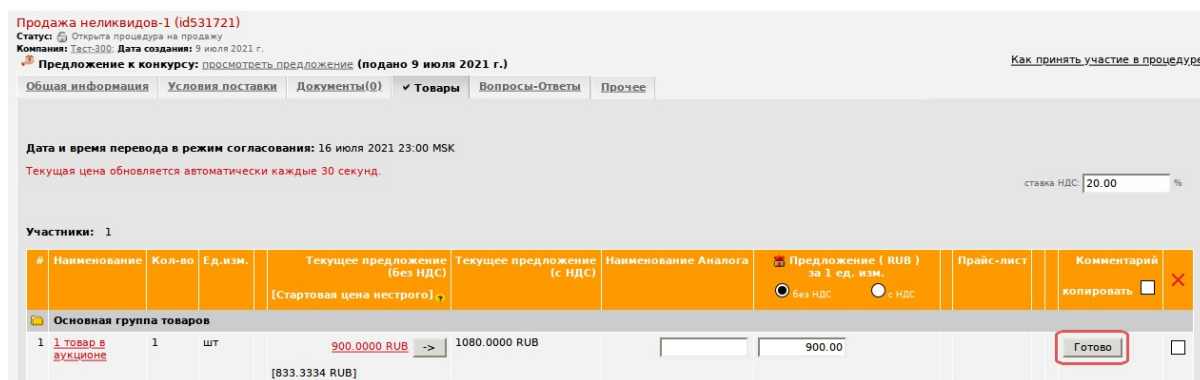 Продажа неликвидов-1 (id531721)
Статус: Открыта процедура на продажу
Компания: Тест-300; Дата создания: 9 июля 2021 г.
Предложение к конкурсу: просмотреть предложение (подано 9 июля 2021 г.)
Как принять участие в процедуре
Общая информация Условия поставки Документы(0) Товары Вопросы-Ответы Прочее
Дата и время перевода в режим согласования: 16 июля 2021 23:00 MSK
Текущая цена обновляется автоматически каждые 30 секунд.
ставка НДС: 20.00 %
Участники: 1
# Наименование Кол-во Ед.изм. Текущее предложение Текущее предложение Наименование Аналога Предложение ( RUB ) Прайс-лист Комментарий
(без НДС) (с НДС) за 1 ед. изм.
[Стартовая цена нестрого] без НДС с НДС копировать
Основная группа товаров
1 1 товар в 1 шт 900.0000 RUB -> 1080.0000 RUB 900.00 Готово
аукционе
[833.3334 RUB]